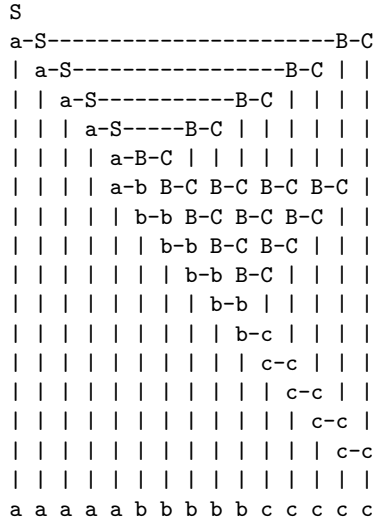 S
a-S-----------------------B-C
| a-S-----------------B-C | |
| | a-S-----------B-C | | | |
| | | a-S-----B-C | | | | | |
| | | | a-B-C | | | | | | | |
| | | | a-b B-C B-C B-C B-C |
| | | | | b-b B-C B-C B-C | |
| | | | | | b-b B-C B-C | | |
| | | | | | | b-b B-C | | | |
| | | | | | | | b-b | | | | |
| | | | | | | | | b-c | | | |
| | | | | | | | | | c-c | | |
| | | | | | | | | | | c-c | |
| | | | | | | | | | | | c-c |
| | | | | | | | | | | | | c-c
| | | | | | | | | | | | | | |
a a a a a b b b b b c c c c c